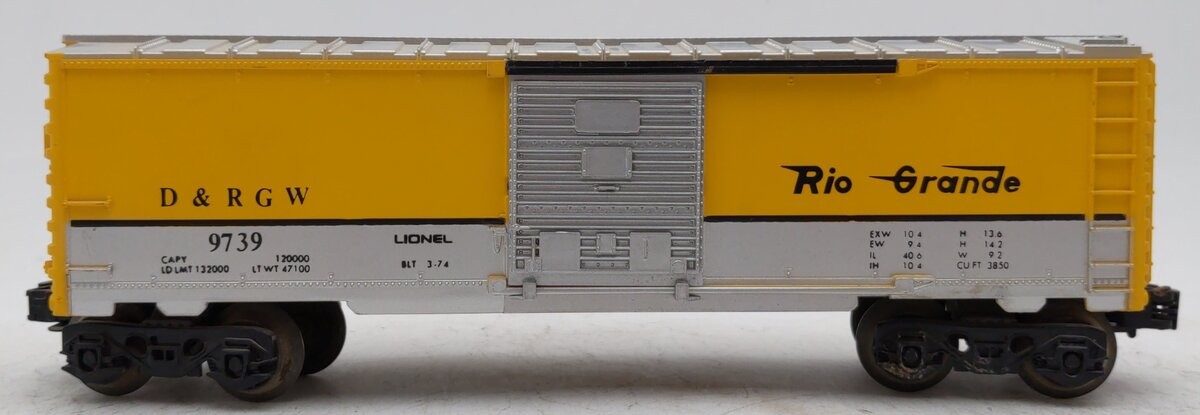 D & R G W
Rio Grande
9739
LIONEL
CAPY 120000
LD LMT 132000 LT WT 47100
BLT 3-74
EXW 10.4 H 13.6
EW 9.4 H 14.2
IL 40.6 W 9.2
IH 10.4 CU FT 3850